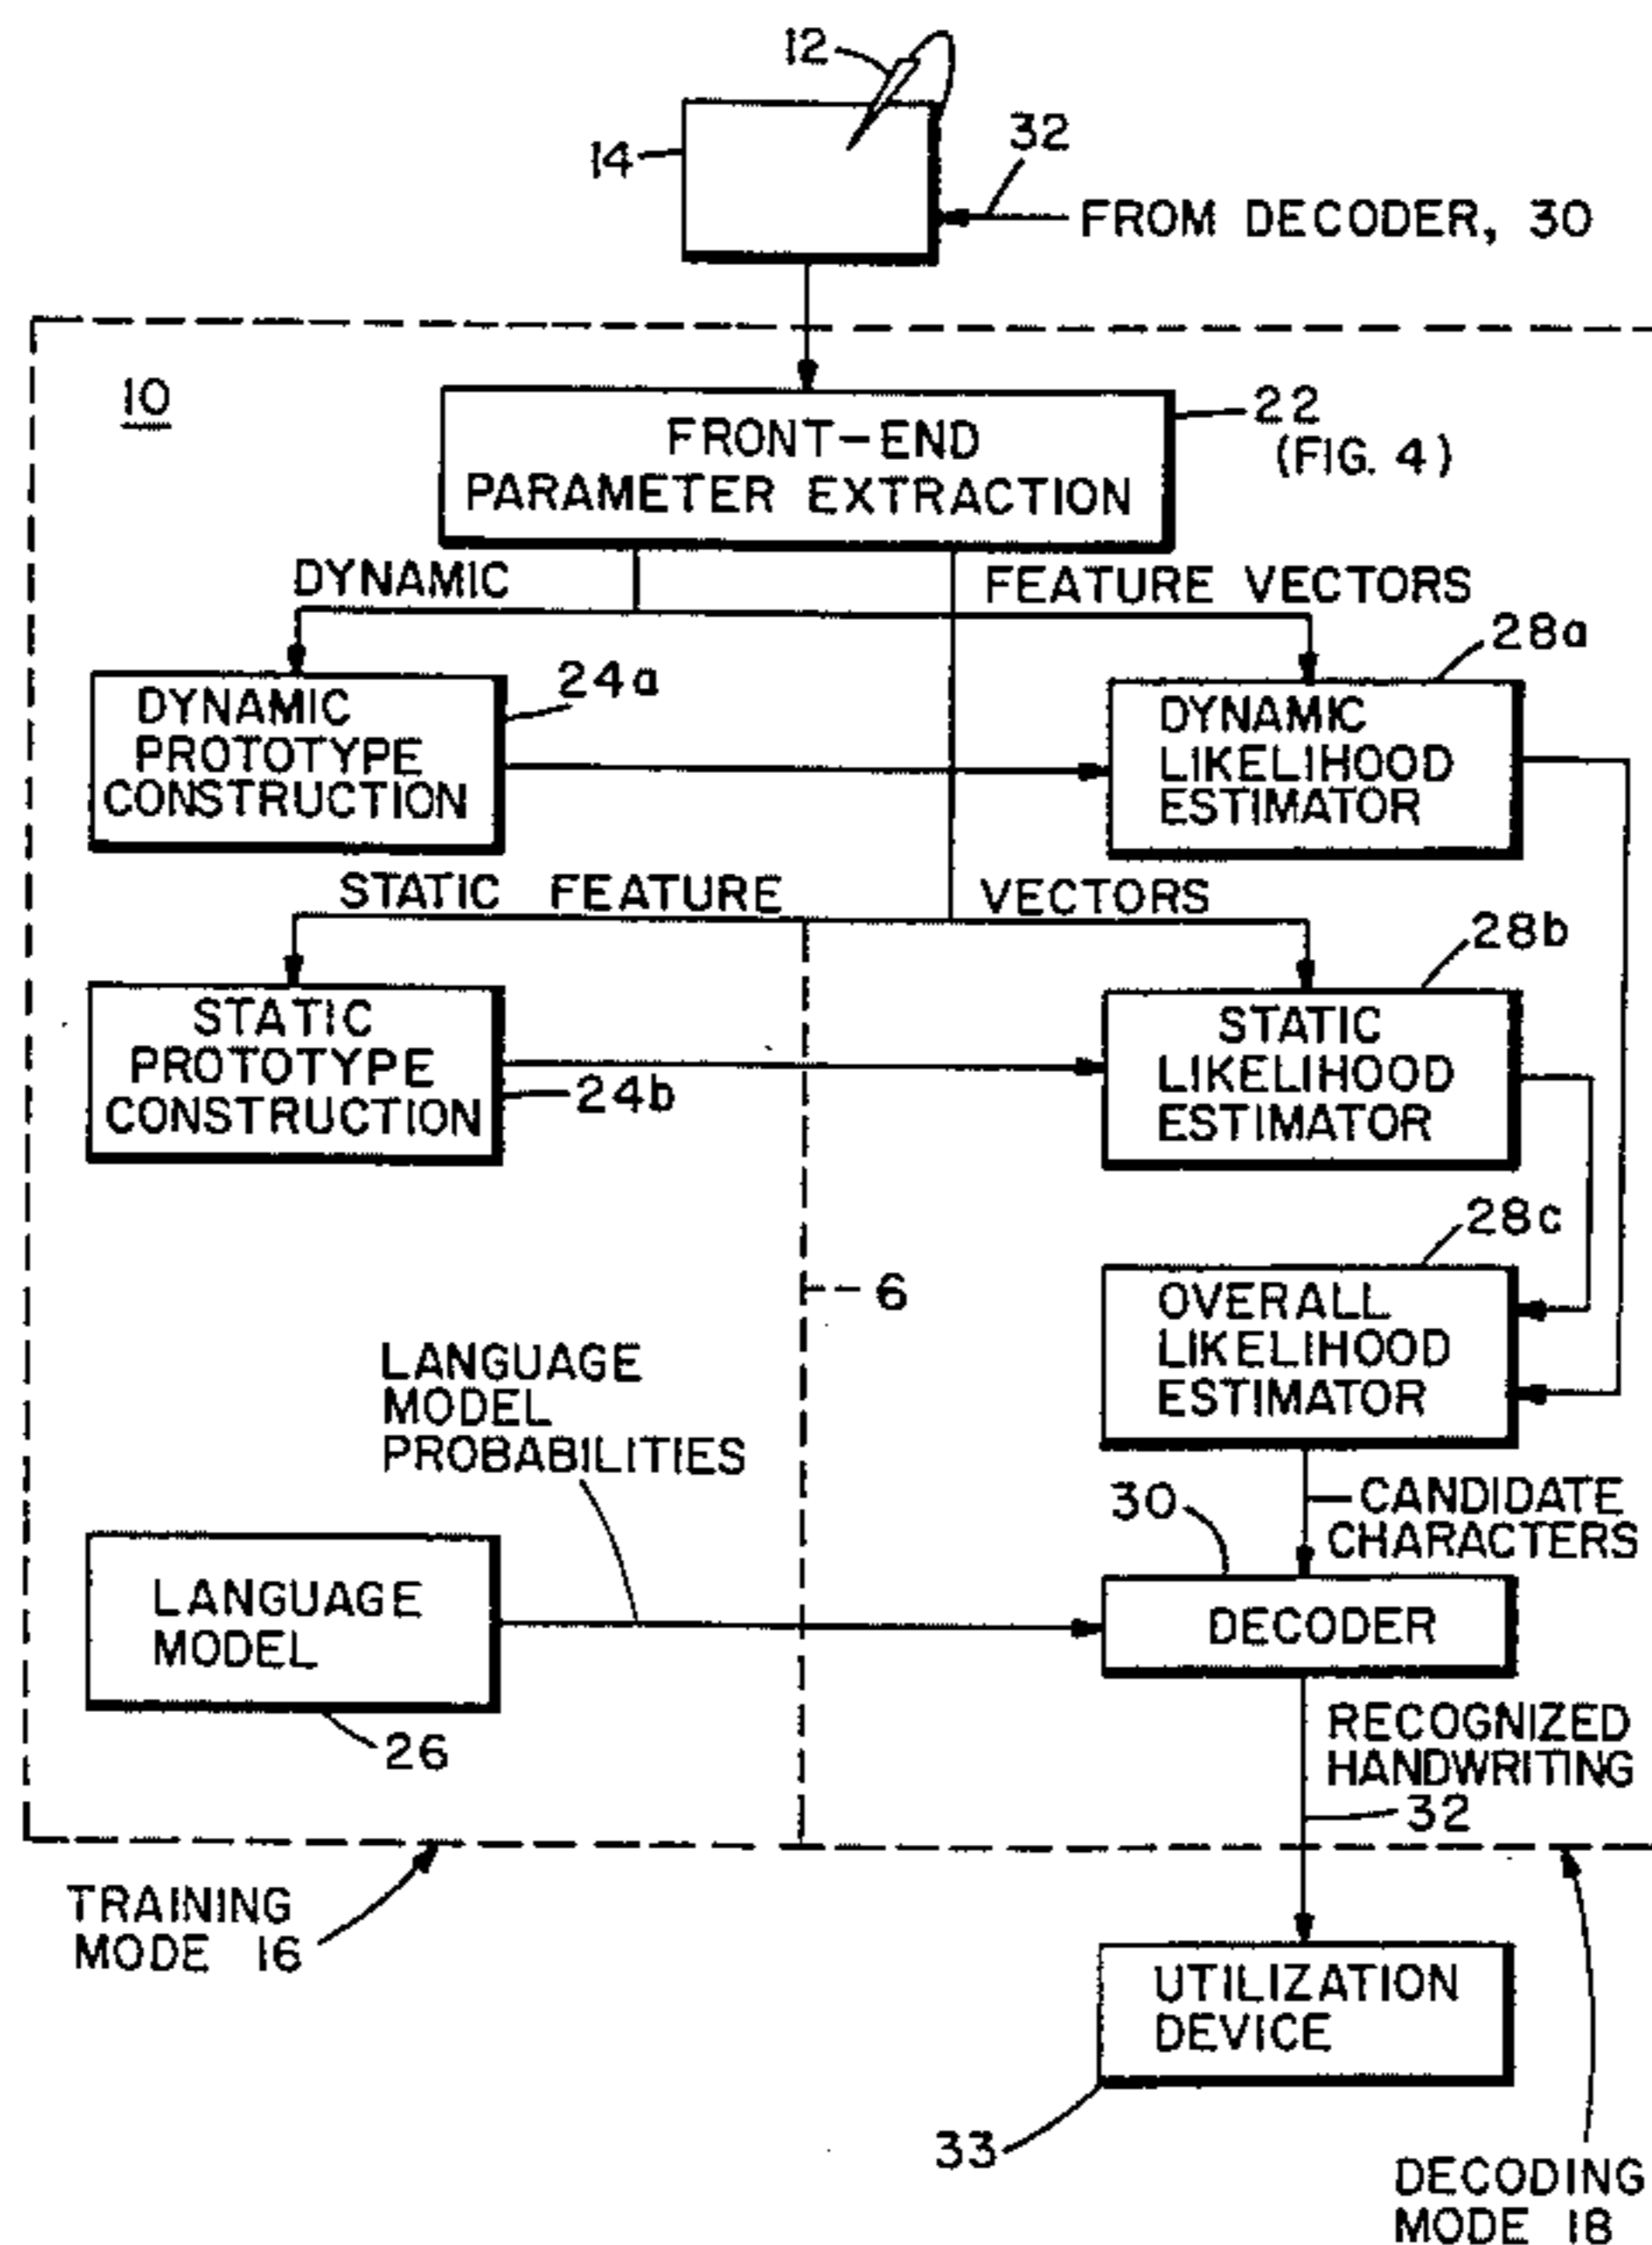 12
14
32
FROM DECODER, 30
10
FRONT-END
PARAMETER EXTRACTION
22
(FIG. 4)
DYNAMIC FEATURE VECTORS
24a
28a
DYNAMIC
PROTOTYPE
CONSTRUCTION
DYNAMIC
LIKELIHOOD
ESTIMATOR
STATIC FEATURE VECTORS
28b
STATIC
PROTOTYPE
CONSTRUCTION
24b
STATIC
LIKELIHOOD
ESTIMATOR
28c
6
OVERALL
LIKELIHOOD
ESTIMATOR
LANGUAGE
MODEL
PROBABILITIES
30
CANDIDATE
CHARACTERS
LANGUAGE
MODEL
26
DECODER
RECOGNIZED
HANDWRITING
32
TRAINING
MODE 16
UTILIZATION
DEVICE
33
DECODING
MODE 18